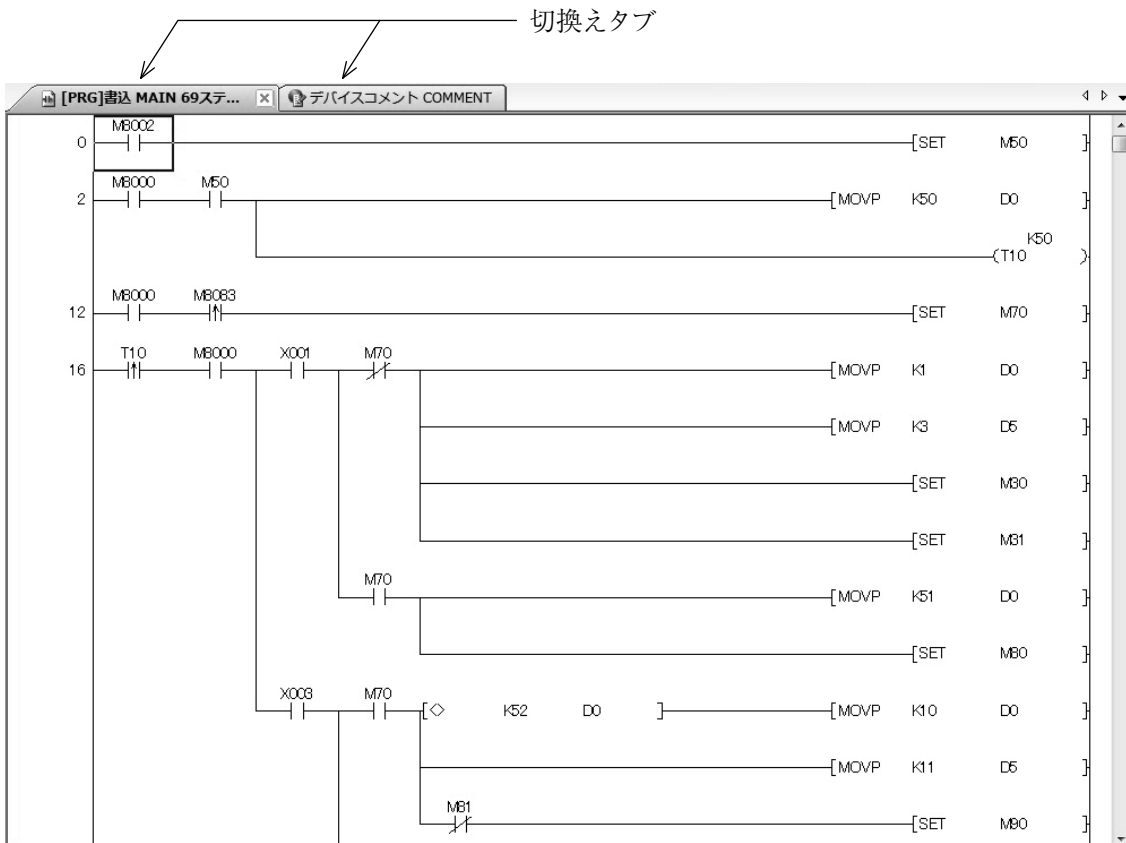 切換えタブ
[PRG]書込 MAIN 69ステ... デバイスコメント COMMENT
M8002
0 [SET M50 ]
M8000 M50
2 [MOVP K50 D0 ]
K50
(T10 )
M8000 M8083
12 [SET M70 ]
T10 M8000 X001 M70
16 [MOVP K1 D0 ]
[MOVP K3 D5 ]
[SET M30 ]
[SET M31 ]
M70
[MOVP K51 D0 ]
[SET M80 ]
X003 M70
[<> K52 D0 ] [MOVP K10 D0 ]
[MOVP K11 D5 ]
M81
[SET M90 ]